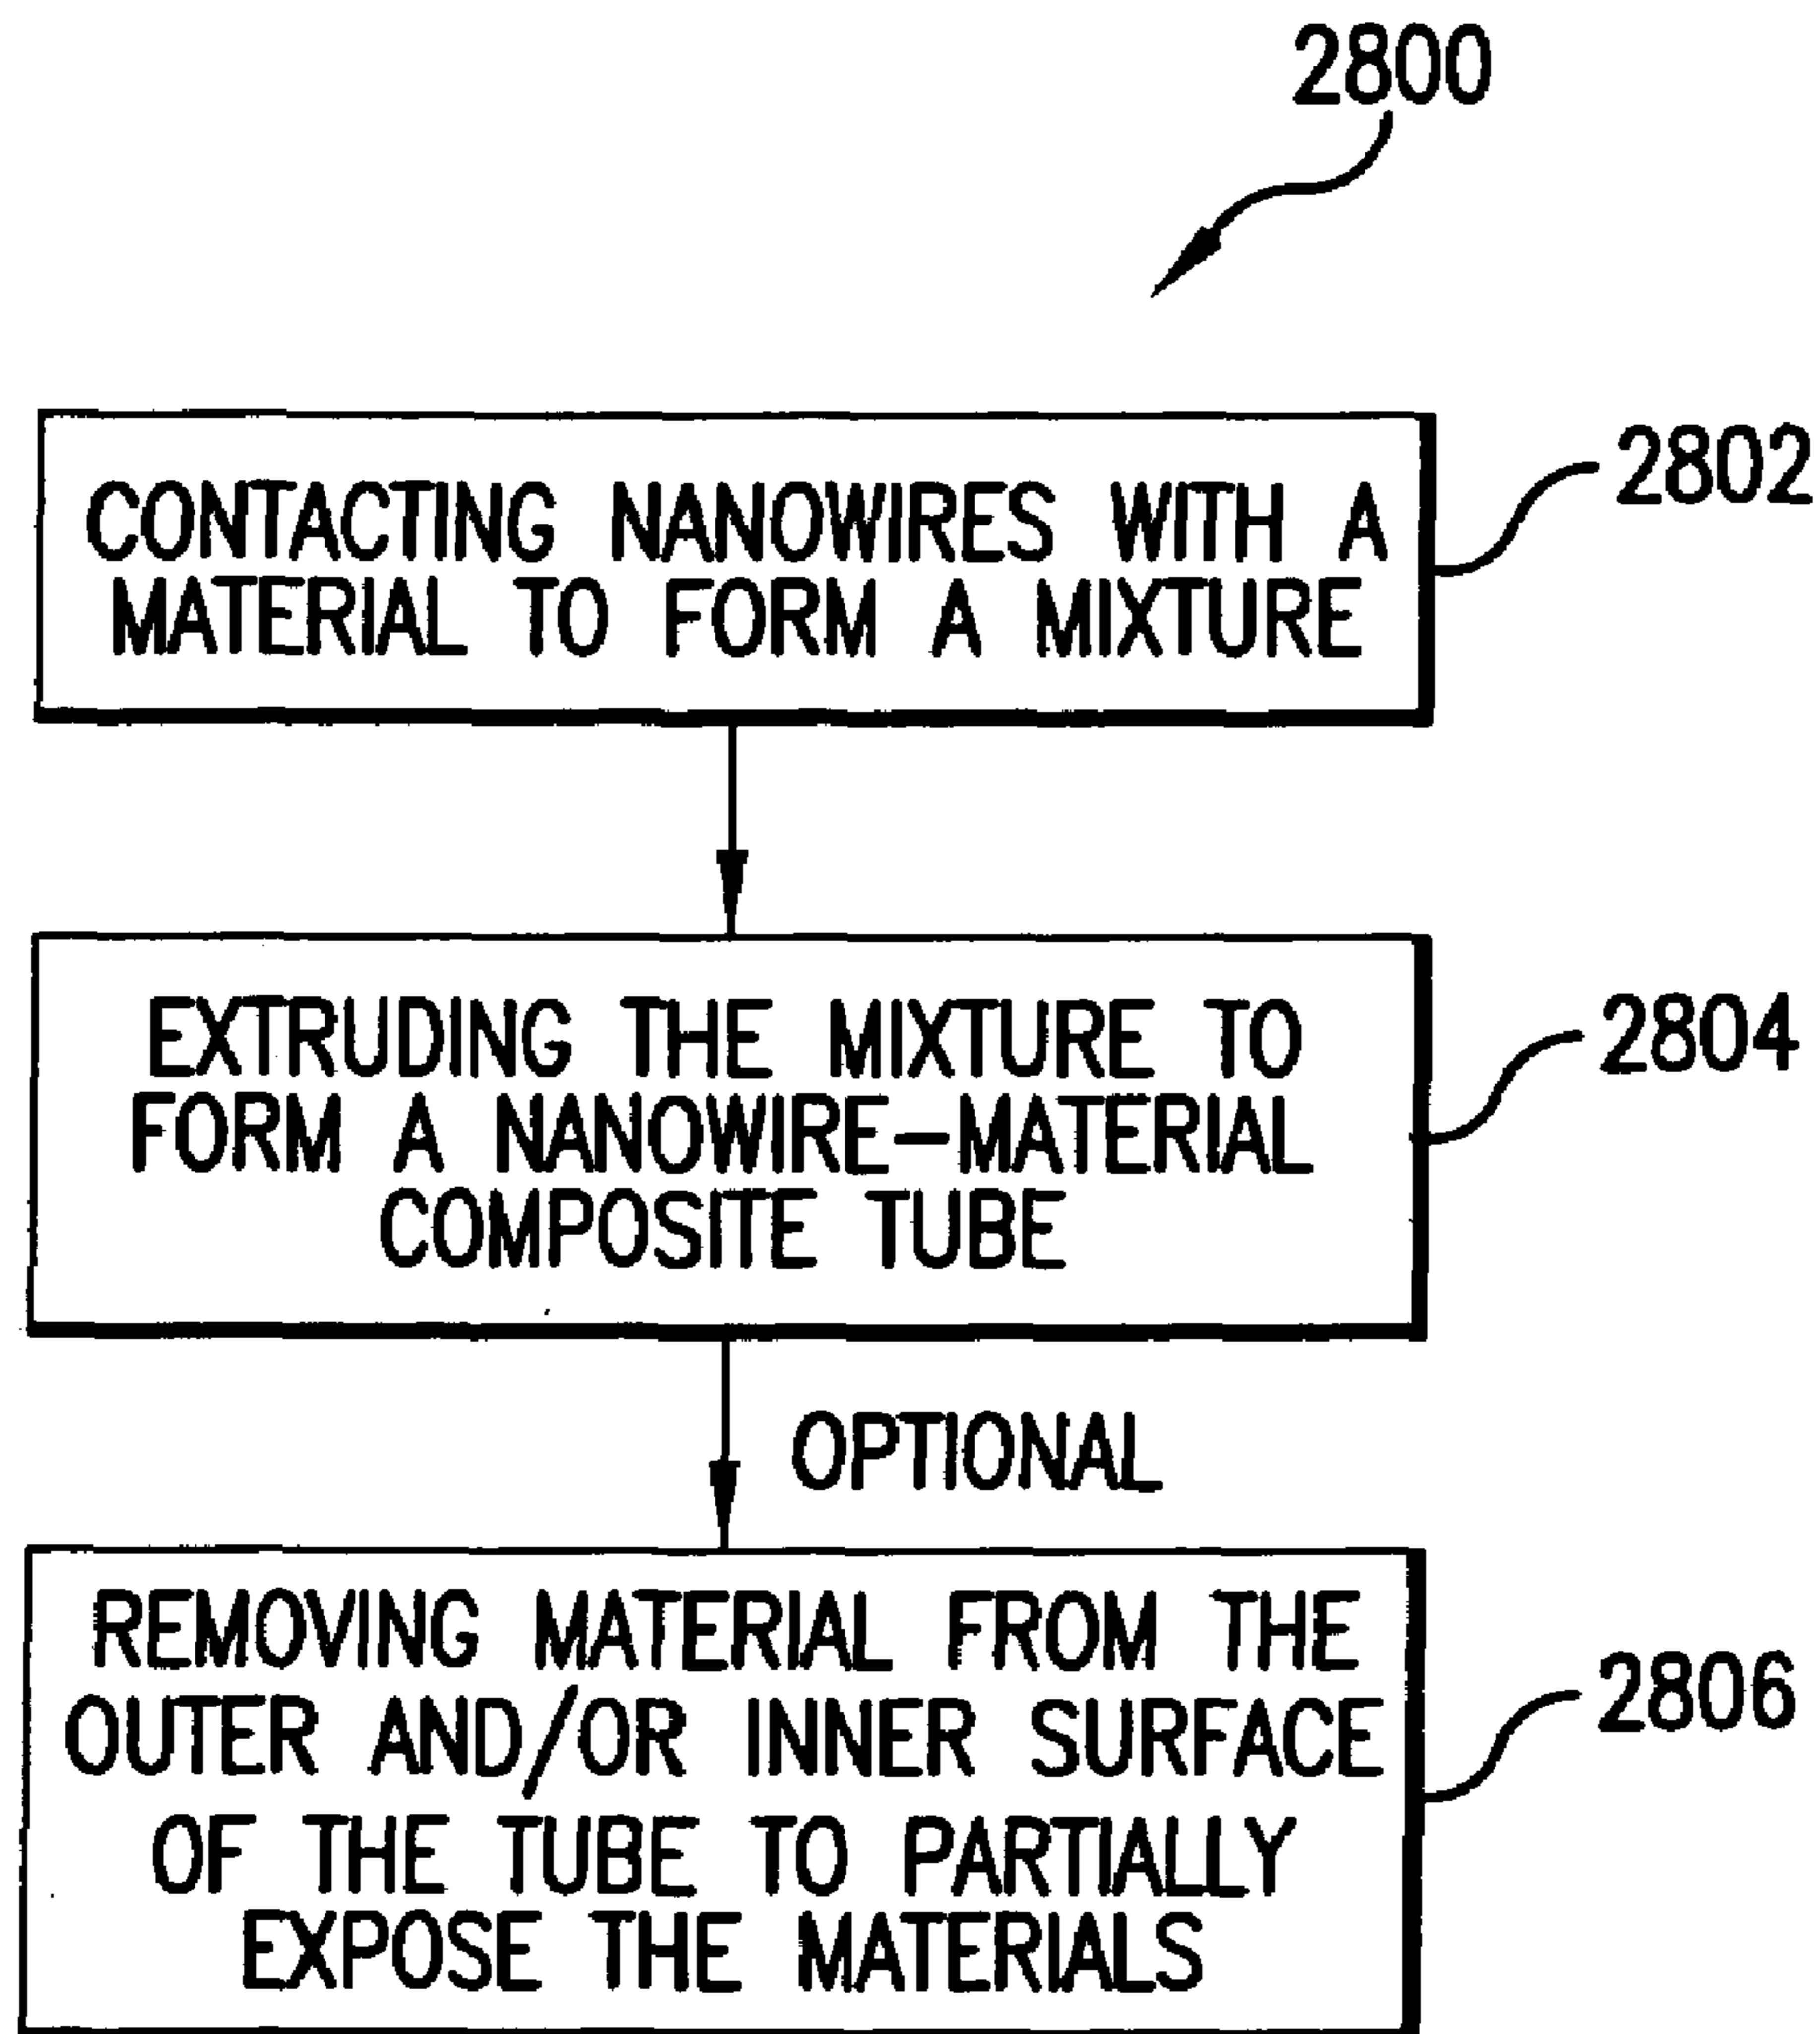 2800
CONTACTING NANOWIRES WITH A
MATERIAL TO FORM A MIXTURE
2802
EXTRUDING THE MIXTURE TO
FORM A NANOWIRE-MATERIAL
COMPOSITE TUBE
2804
OPTIONAL
REMOVING MATERIAL FROM THE
OUTER AND/OR INNER SURFACE
OF THE TUBE TO PARTIALLY
EXPOSE THE MATERIALS
2806